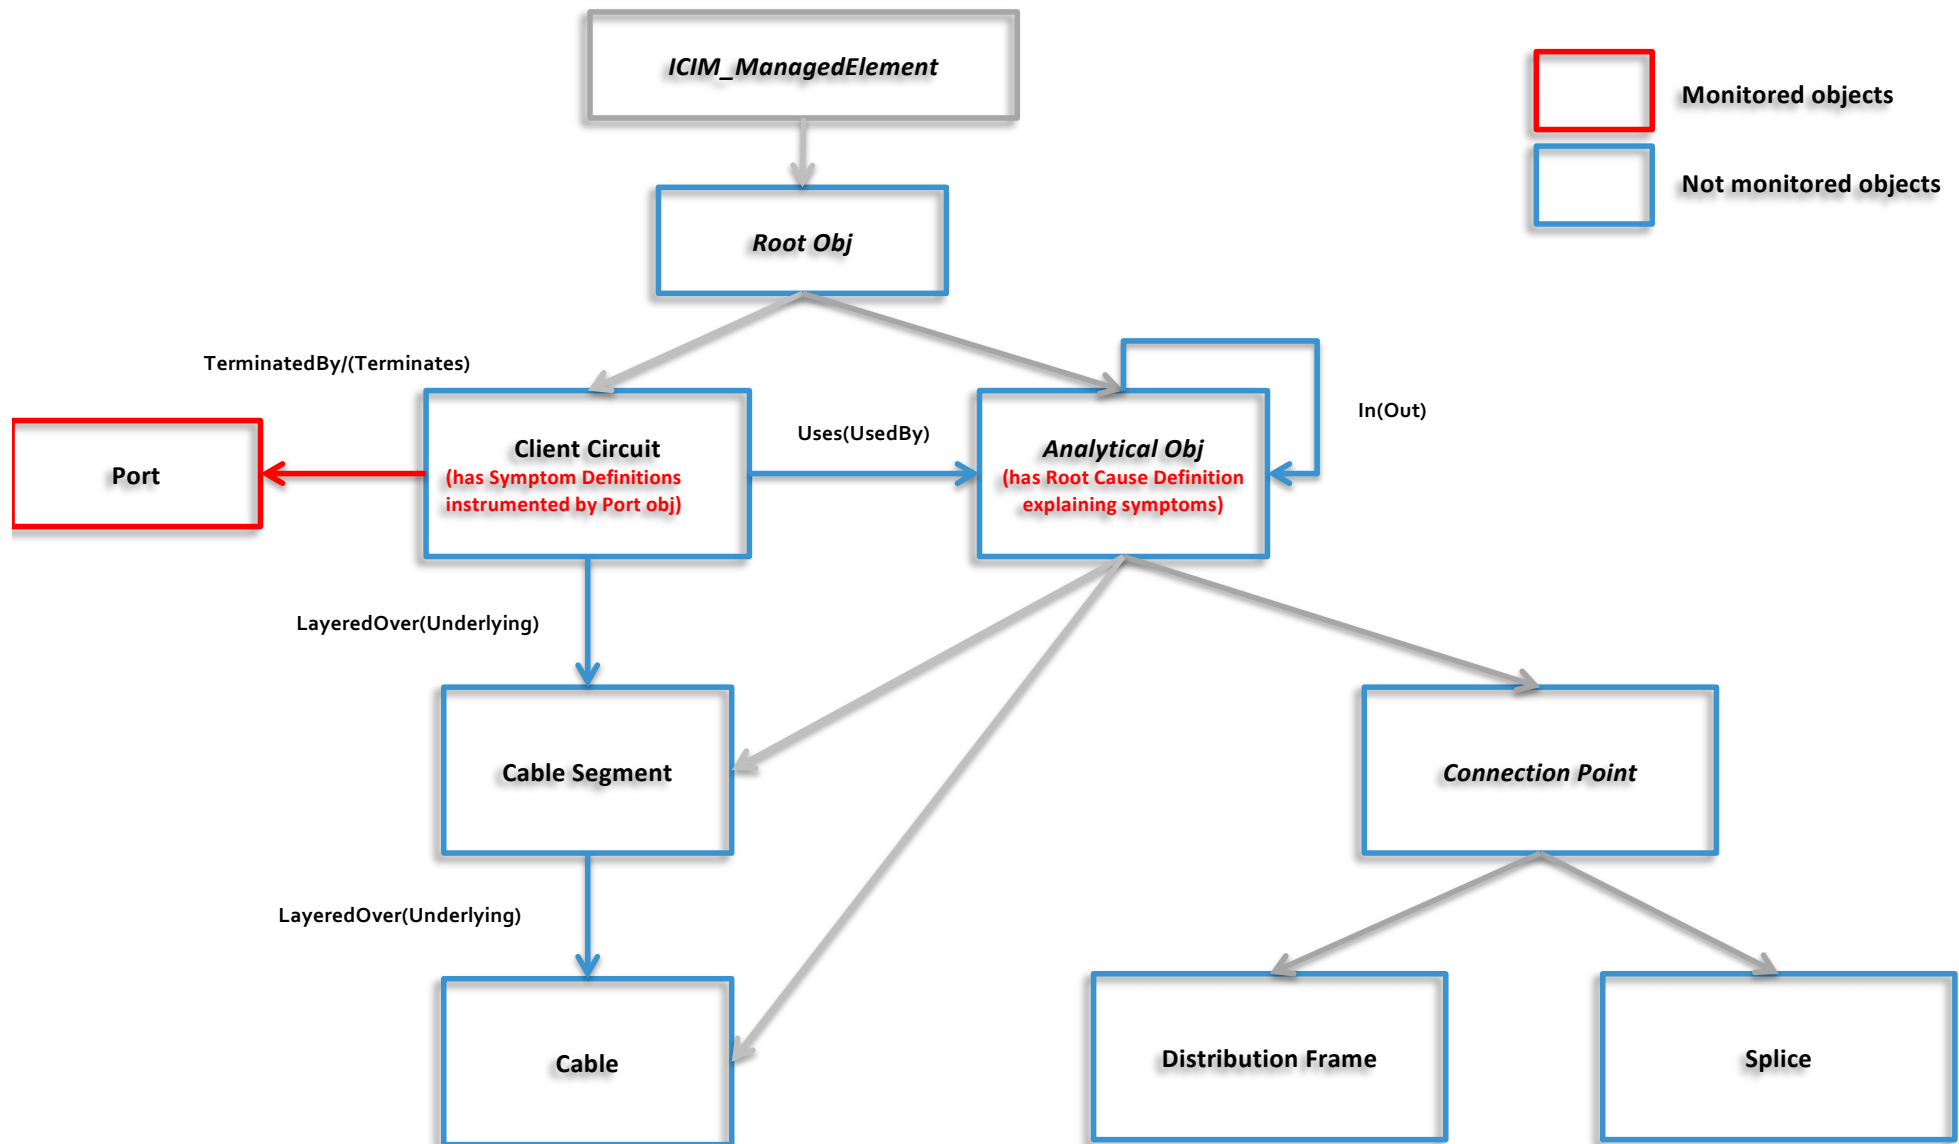 ICIM_ManagedElement
Monitored objects
Not monitored objects
Root Obj
TerminatedBy/(Terminates)
In(Out)
Uses(UsedBy)
Port
Client Circuit
(has Symptom Definitions
instrumented by Port obj)
Analytical Obj
(has Root Cause Definition
explaining symptoms)
LayeredOver(Underlying)
Cable Segment
Connection Point
LayeredOver(Underlying)
Cable
Distribution Frame
Splice